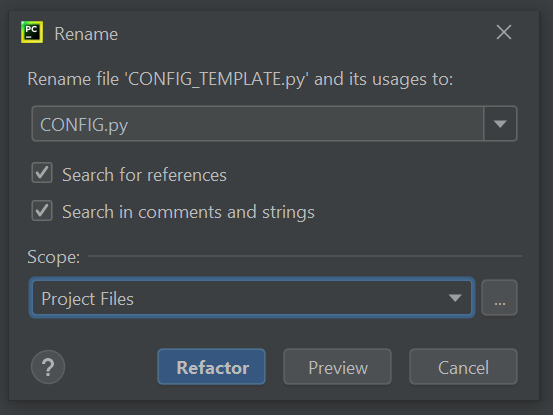 PC
Rename
Rename file 'CONFIG_TEMPLATE.py' and its usages to:
CONFIG.py
Search for references
Search in comments and strings
Scope:
Project Files
...
?
Refactor
Preview
Cancel